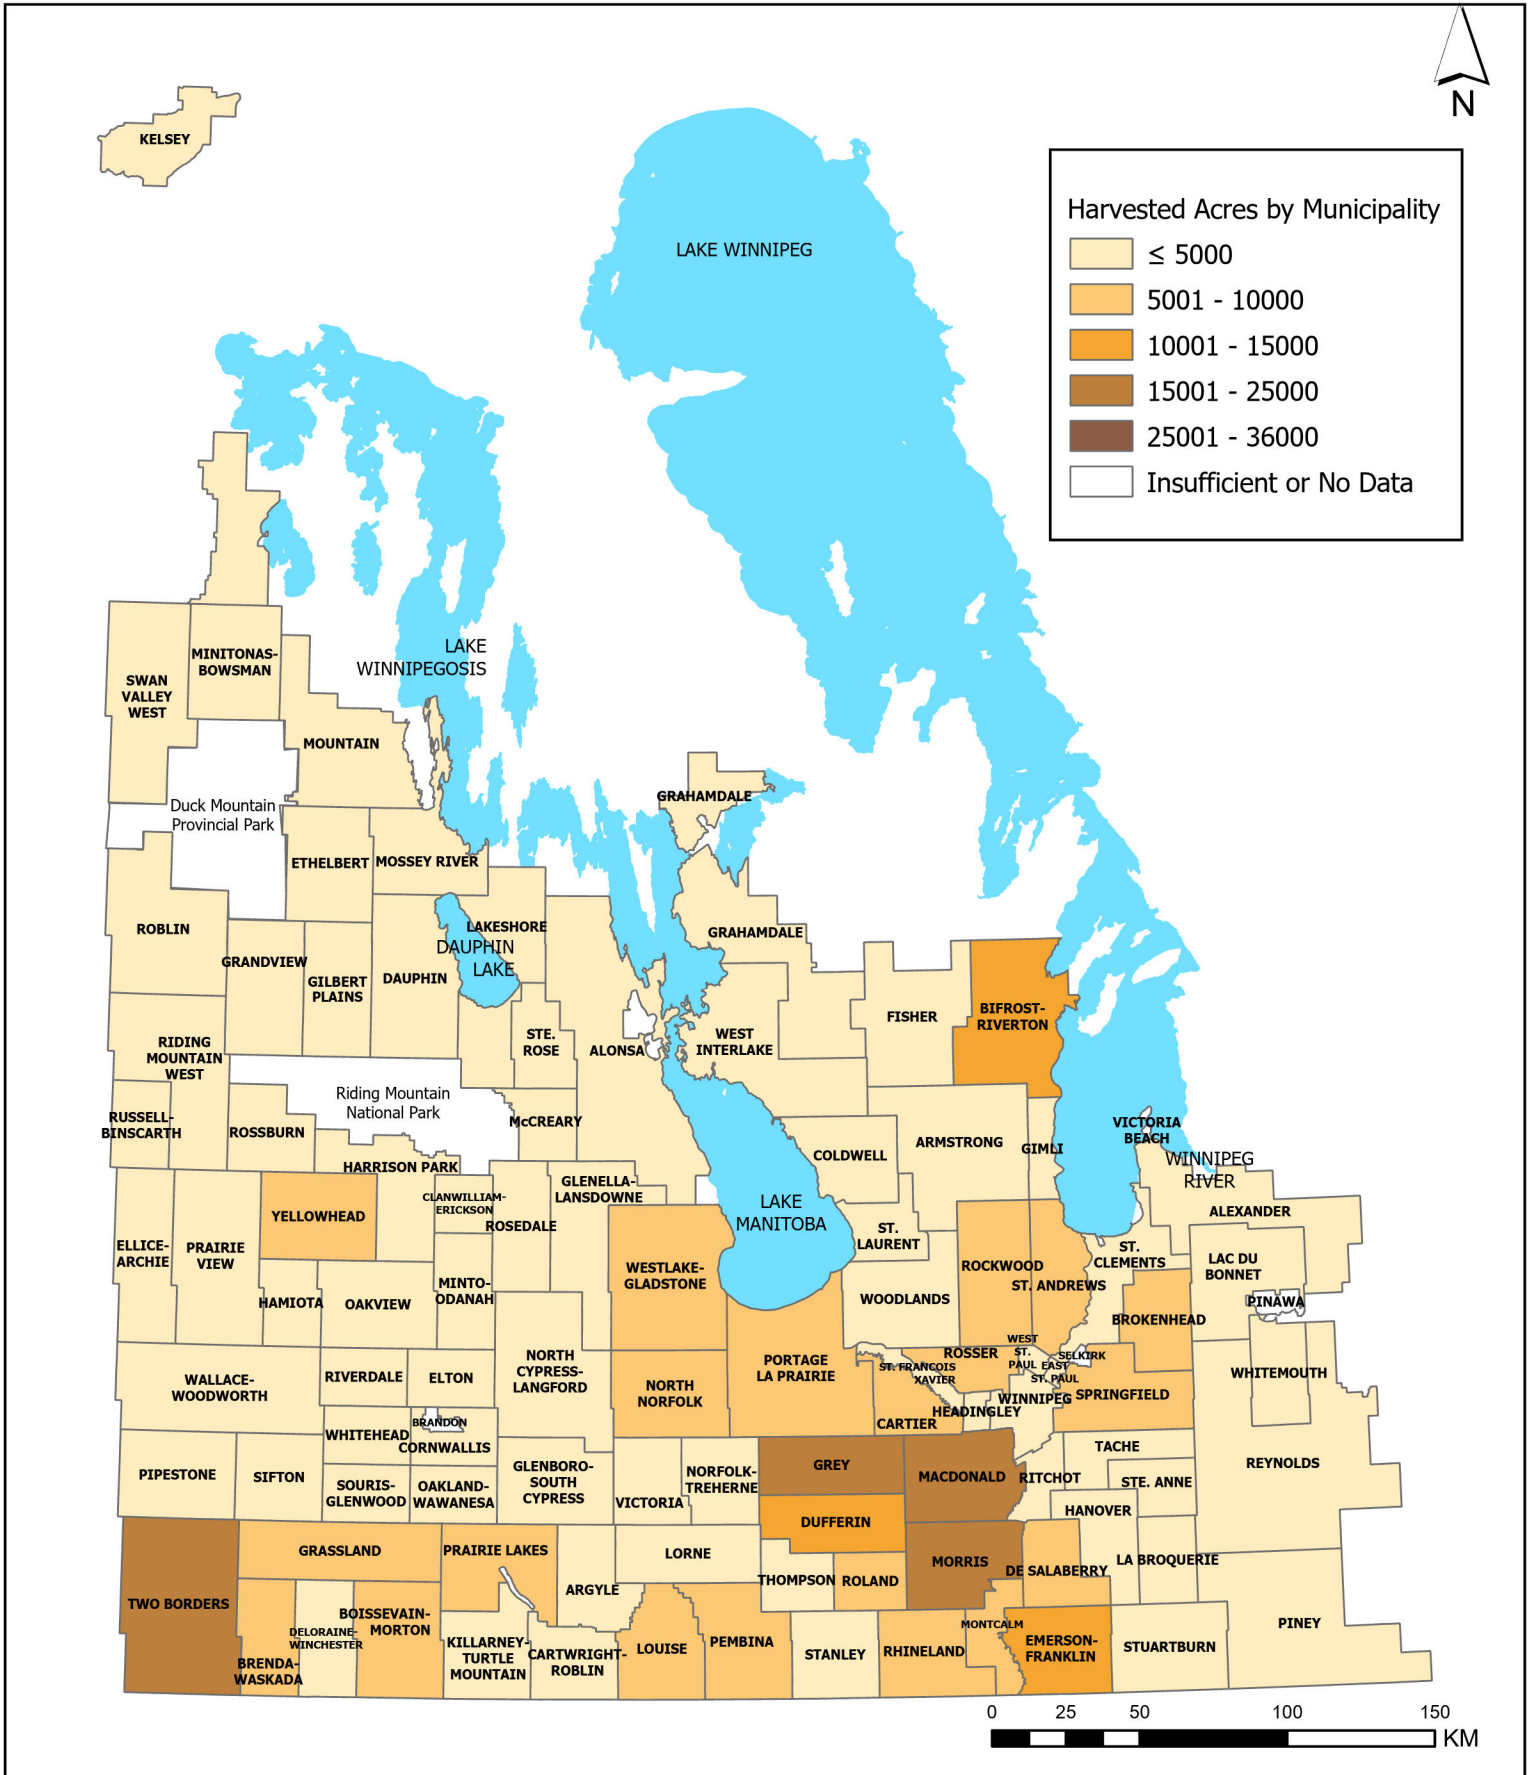 N
KELSEY
Harvested Acres by Municipality
≤ 5000
5001 - 10000
10001 - 15000
15001 - 25000
25001 - 36000
Insufficient or No Data
LAKE WINNIPEG
LAKE
WINNIPEGOSIS
MINITONAS-
BOWSMAN
SWAN
VALLEY
WEST
MOUNTAIN
Duck Mountain
Provincial Park
GRAHAMDALE
ETHELBERT
MOSSEY RIVER
ROBLIN
LAKESHORE
GRAHAMDALE
DAUPHIN
LAKE
GRANDVIEW
GILBERT
PLAINS
DAUPHIN
FISHER
BIFROST-
RIVERTON
RIDING
MOUNTAIN
WEST
STE.
ROSE
ALONSA
WEST
INTERLAKE
Riding Mountain
National Park
RUSSELL-
BINSCARTH
ROSSBURN
McCREARY
VICTORIA
BEACH
ARMSTRONG
GIMLI
COLDWELL
WINNIPEG
RIVER
HARRISON PARK
GLENELLA-
LANSDOWNE
CLANWILLIAM-
ERICKSON
ROSEDALE
YELLOWHEAD
LAKE
MANITOBA
ALEXANDER
ELLICE-
ARCHIE
PRAIRIE
VIEW
ST.
LAURENT
ST.
CLEMENTS
LAC DU
BONNET
WESTLAKE-
GLADSTONE
ROCKWOOD
ST. ANDREWS
HAMIOTA
OAKVIEW
MINTO-
ODANAH
WOODLANDS
PINAWA
BROKENHEAD
WEST
ST.
PAUL
ROSSER
SELKIRK
EAST
ST. PAUL
ST. FRANCOIS
XAVIER
PORTAGE
LA PRAIRIE
NORTH
CYPRESS-
LANGFORD
WHITEMOUTH
WALLACE-
WOODWORTH
RIVERDALE
ELTON
NORTH
NORFOLK
WINNIPEG
SPRINGFIELD
HEADINGLEY
CARTIER
BRANDON
WHITEHEAD
CORNWALLIS
TACHE
PIPESTONE
SIFTON
SOURIS-
GLENWOOD
OAKLAND-
WAWANESA
GLENBORO-
SOUTH
CYPRESS
VICTORIA
NORFOLK-
TREHERNE
GREY
MACDONALD
RITCHOT
STE. ANNE
REYNOLDS
HANOVER
DUFFERIN
GRASSLAND
PRAIRIE LAKES
LORNE
MORRIS
DE SALABERRY
LA BROQUERIE
THOMPSON
ROLAND
ARGYLE
TWO BORDERS
BOISSEVAIN-
MORTON
DELORAINE-
WINCHESTER
BRENDA-
WASKADA
KILLARNEY-
TURTLE
MOUNTAIN
CARTWRIGHT-
ROBLIN
LOUISE
PEMBINA
STANLEY
RHINELAND
MONTCALM
EMERSON-
FRANKLIN
STUARTBURN
PINEY
0 25 50 100 150
KM